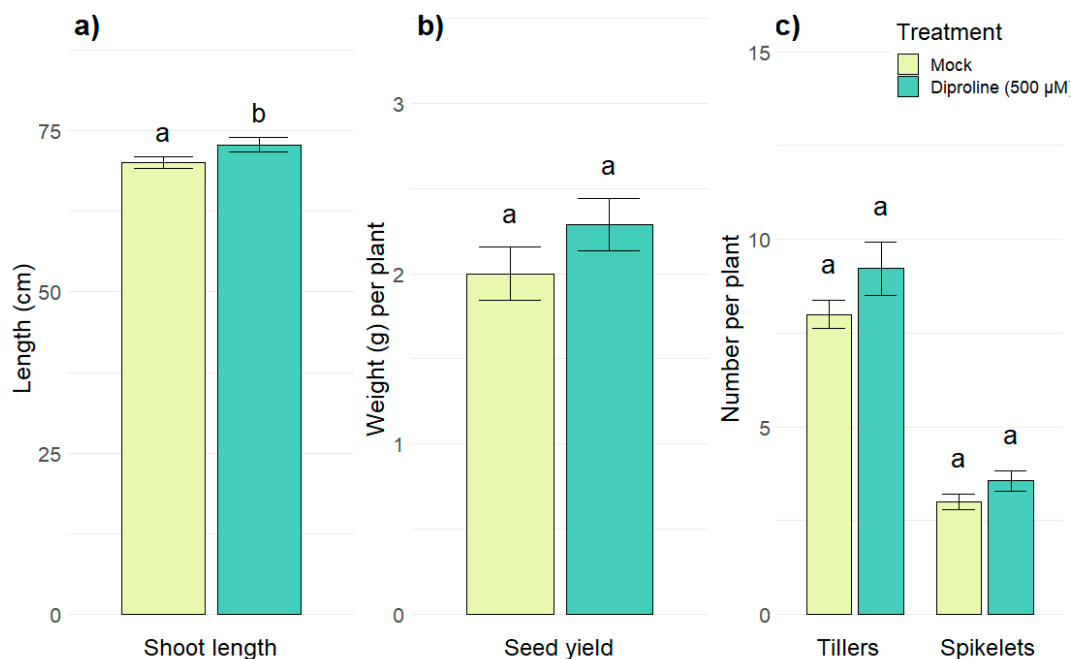 a)
Length (cm)
75
50
25
0
a
b
Shoot length
b)
Weight (g) per plant
3
2
1
0
a
a
Seed yield
c)
Treatment
Mock
Diproline (500 µM)
Number per plant
15
10
5
0
a
a
a
a
Tillers
Spikelets